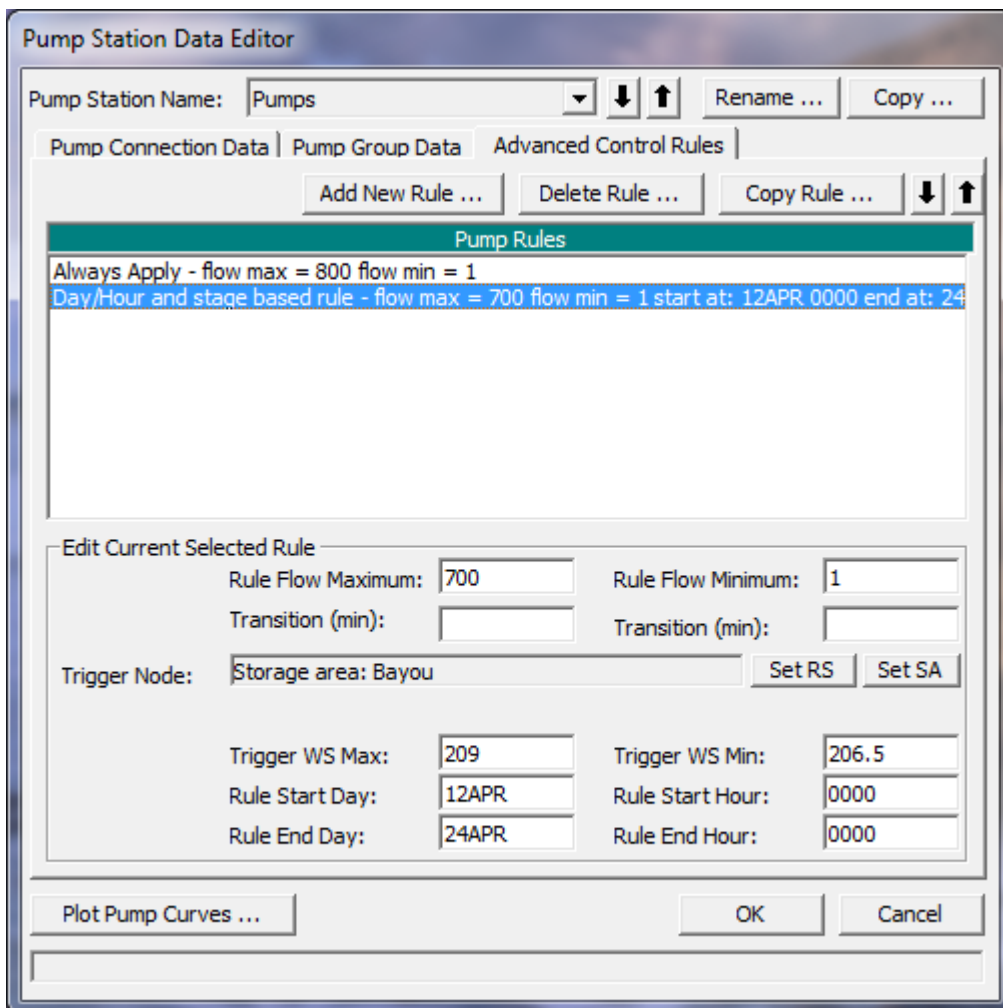 Pump Station Data Editor
Pump Station Name: Pumps Rename ... Copy ...
Pump Connection Data Pump Group Data Advanced Control Rules
Add New Rule ... Delete Rule ... Copy Rule ...
Pump Rules
Always Apply - flow max = 800 flow min = 1
Day/Hour and stage based rule - flow max = 700 flow min = 1 start at: 12APR 0000 end at: 24
Edit Current Selected Rule
Rule Flow Maximum: 700 Rule Flow Minimum: 1
Transition (min): Transition (min):
Trigger Node: Storage area: Bayou Set RS Set SA
Trigger WS Max: 209 Trigger WS Min: 206.5
Rule Start Day: 12APR Rule Start Hour: 0000
Rule End Day: 24APR Rule End Hour: 0000
Plot Pump Curves ... OK Cancel